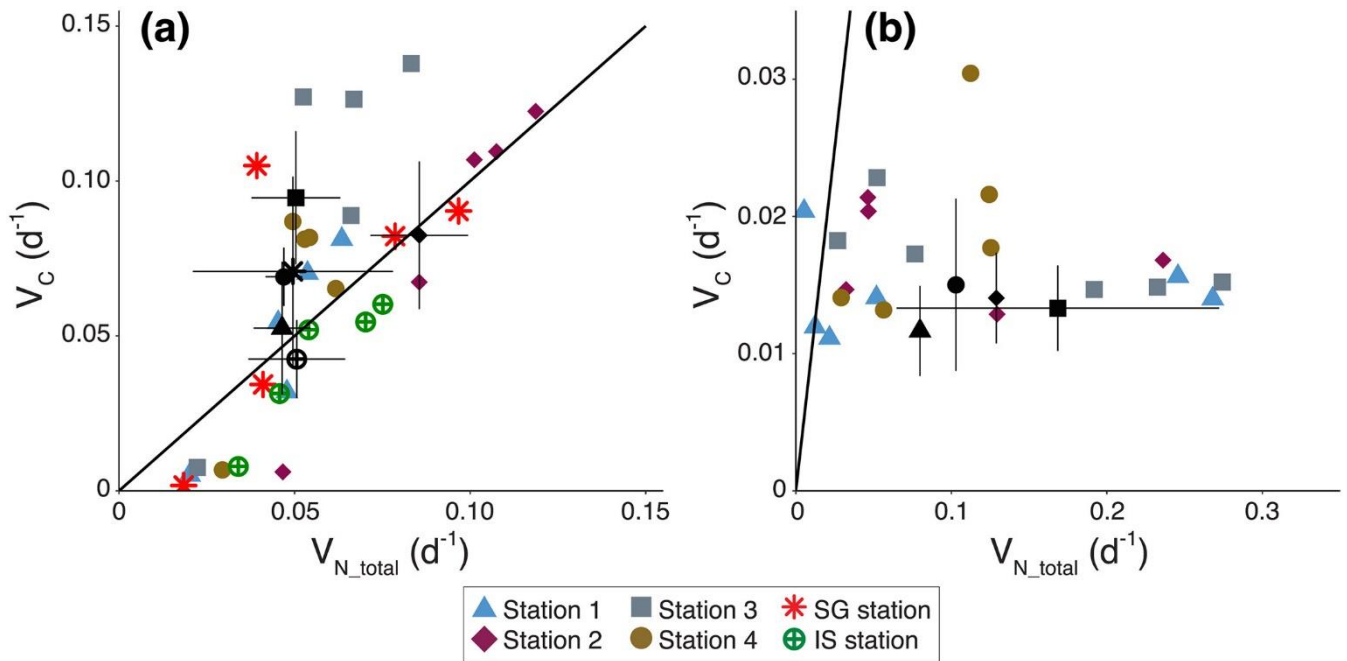 (a)
(b)
0.15
0.10
0.05
0
V_C (d⁻¹)
0 0.05 0.10 0.15
V_N_total (d⁻¹)
0.03
0.02
0.01
0
V_C (d⁻¹)
0 0.1 0.2 0.3
V_N_total (d⁻¹)
Station 1 Station 3 SG station
Station 2 Station 4 IS station